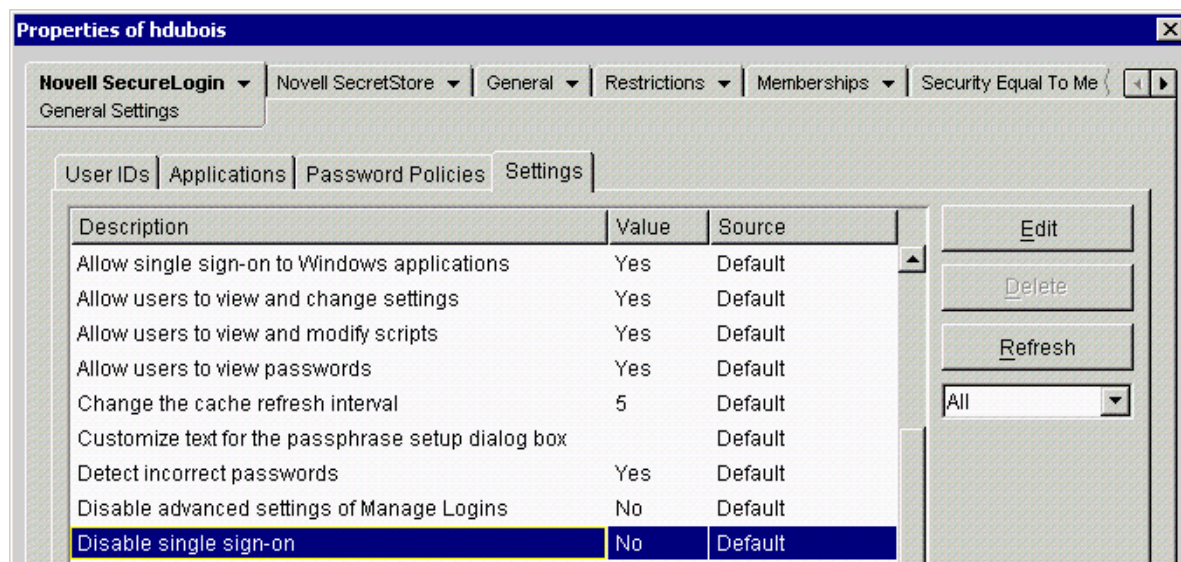 Properties of hdubois
Novell SecureLogin Novell SecretStore General Restrictions Memberships Security Equal To Me
General Settings
User IDs Applications Password Policies Settings
Description Value Source
Edit
Allow single sign-on to Windows applications Yes Default
Allow users to view and change settings Yes Default
Delete
Allow users to view and modify scripts Yes Default
Refresh
Allow users to view passwords Yes Default
Change the cache refresh interval 5 Default
All
Customize text for the passphrase setup dialog box Default
Detect incorrect passwords Yes Default
Disable advanced settings of Manage Logins No Default
Disable single sign-on No Default